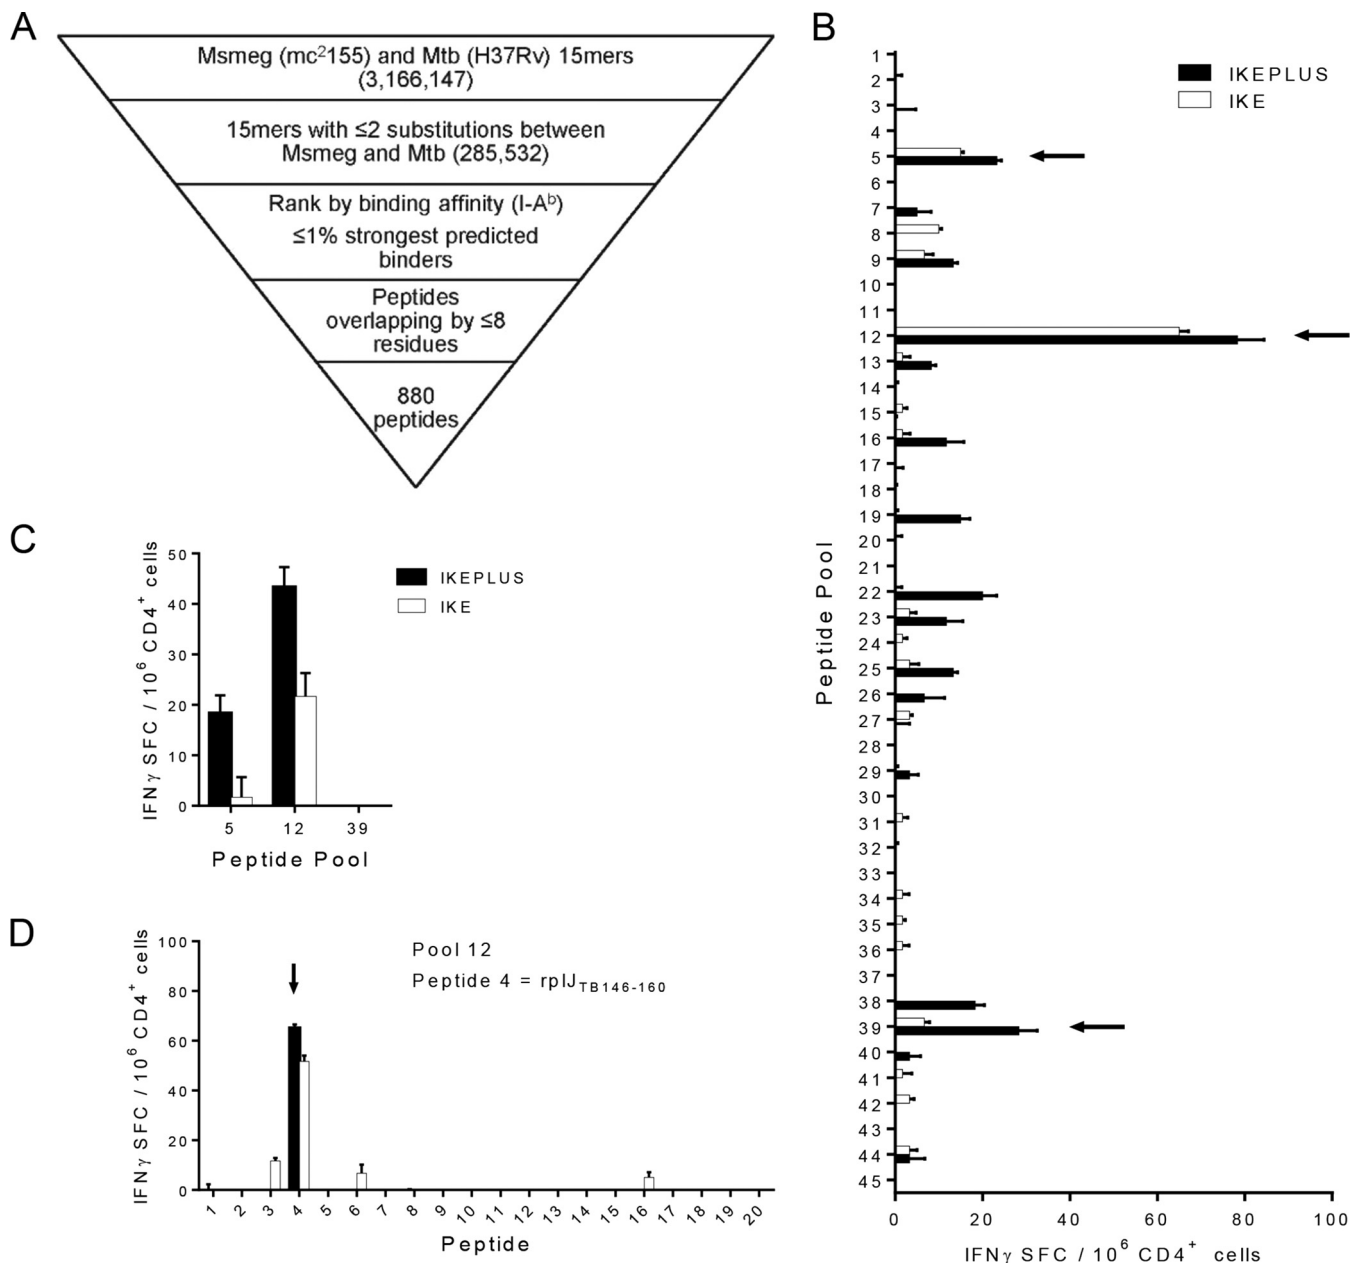 A
Msmeg (mc²155) and Mtb (H37Rv) 15mers
(3,166,147)
15mers with ≤2 substitutions between
Msmeg and Mtb (285,532)
Rank by binding affinity (I-Aᵇ)
≤1% strongest predicted
binders
Peptides
overlapping by ≤8
residues
880
peptides
B
IKEPLUS
IKE
Peptide Pool
1
2
3
4
5
6
7
8
9
10
11
12
13
14
15
16
17
18
19
20
21
22
23
24
25
26
27
28
29
30
31
32
33
34
35
36
37
38
39
40
41
42
43
44
45
0 20 40 60 80 100
IFNγ SFC / 10⁶ CD4⁺ cells
C
IFNγ SFC / 10⁶ CD4⁺ cells
50
40
30
20
10
0
IKEPLUS
IKE
5 12 39
Peptide Pool
D
IFNγ SFC / 10⁶ CD4⁺ cells
100
80
60
40
20
0
Pool 12
Peptide 4 = rplJTB146-160
1 2 3 4 5 6 7 8 9 10 11 12 13 14 15 16 17 18 19 20
Peptide